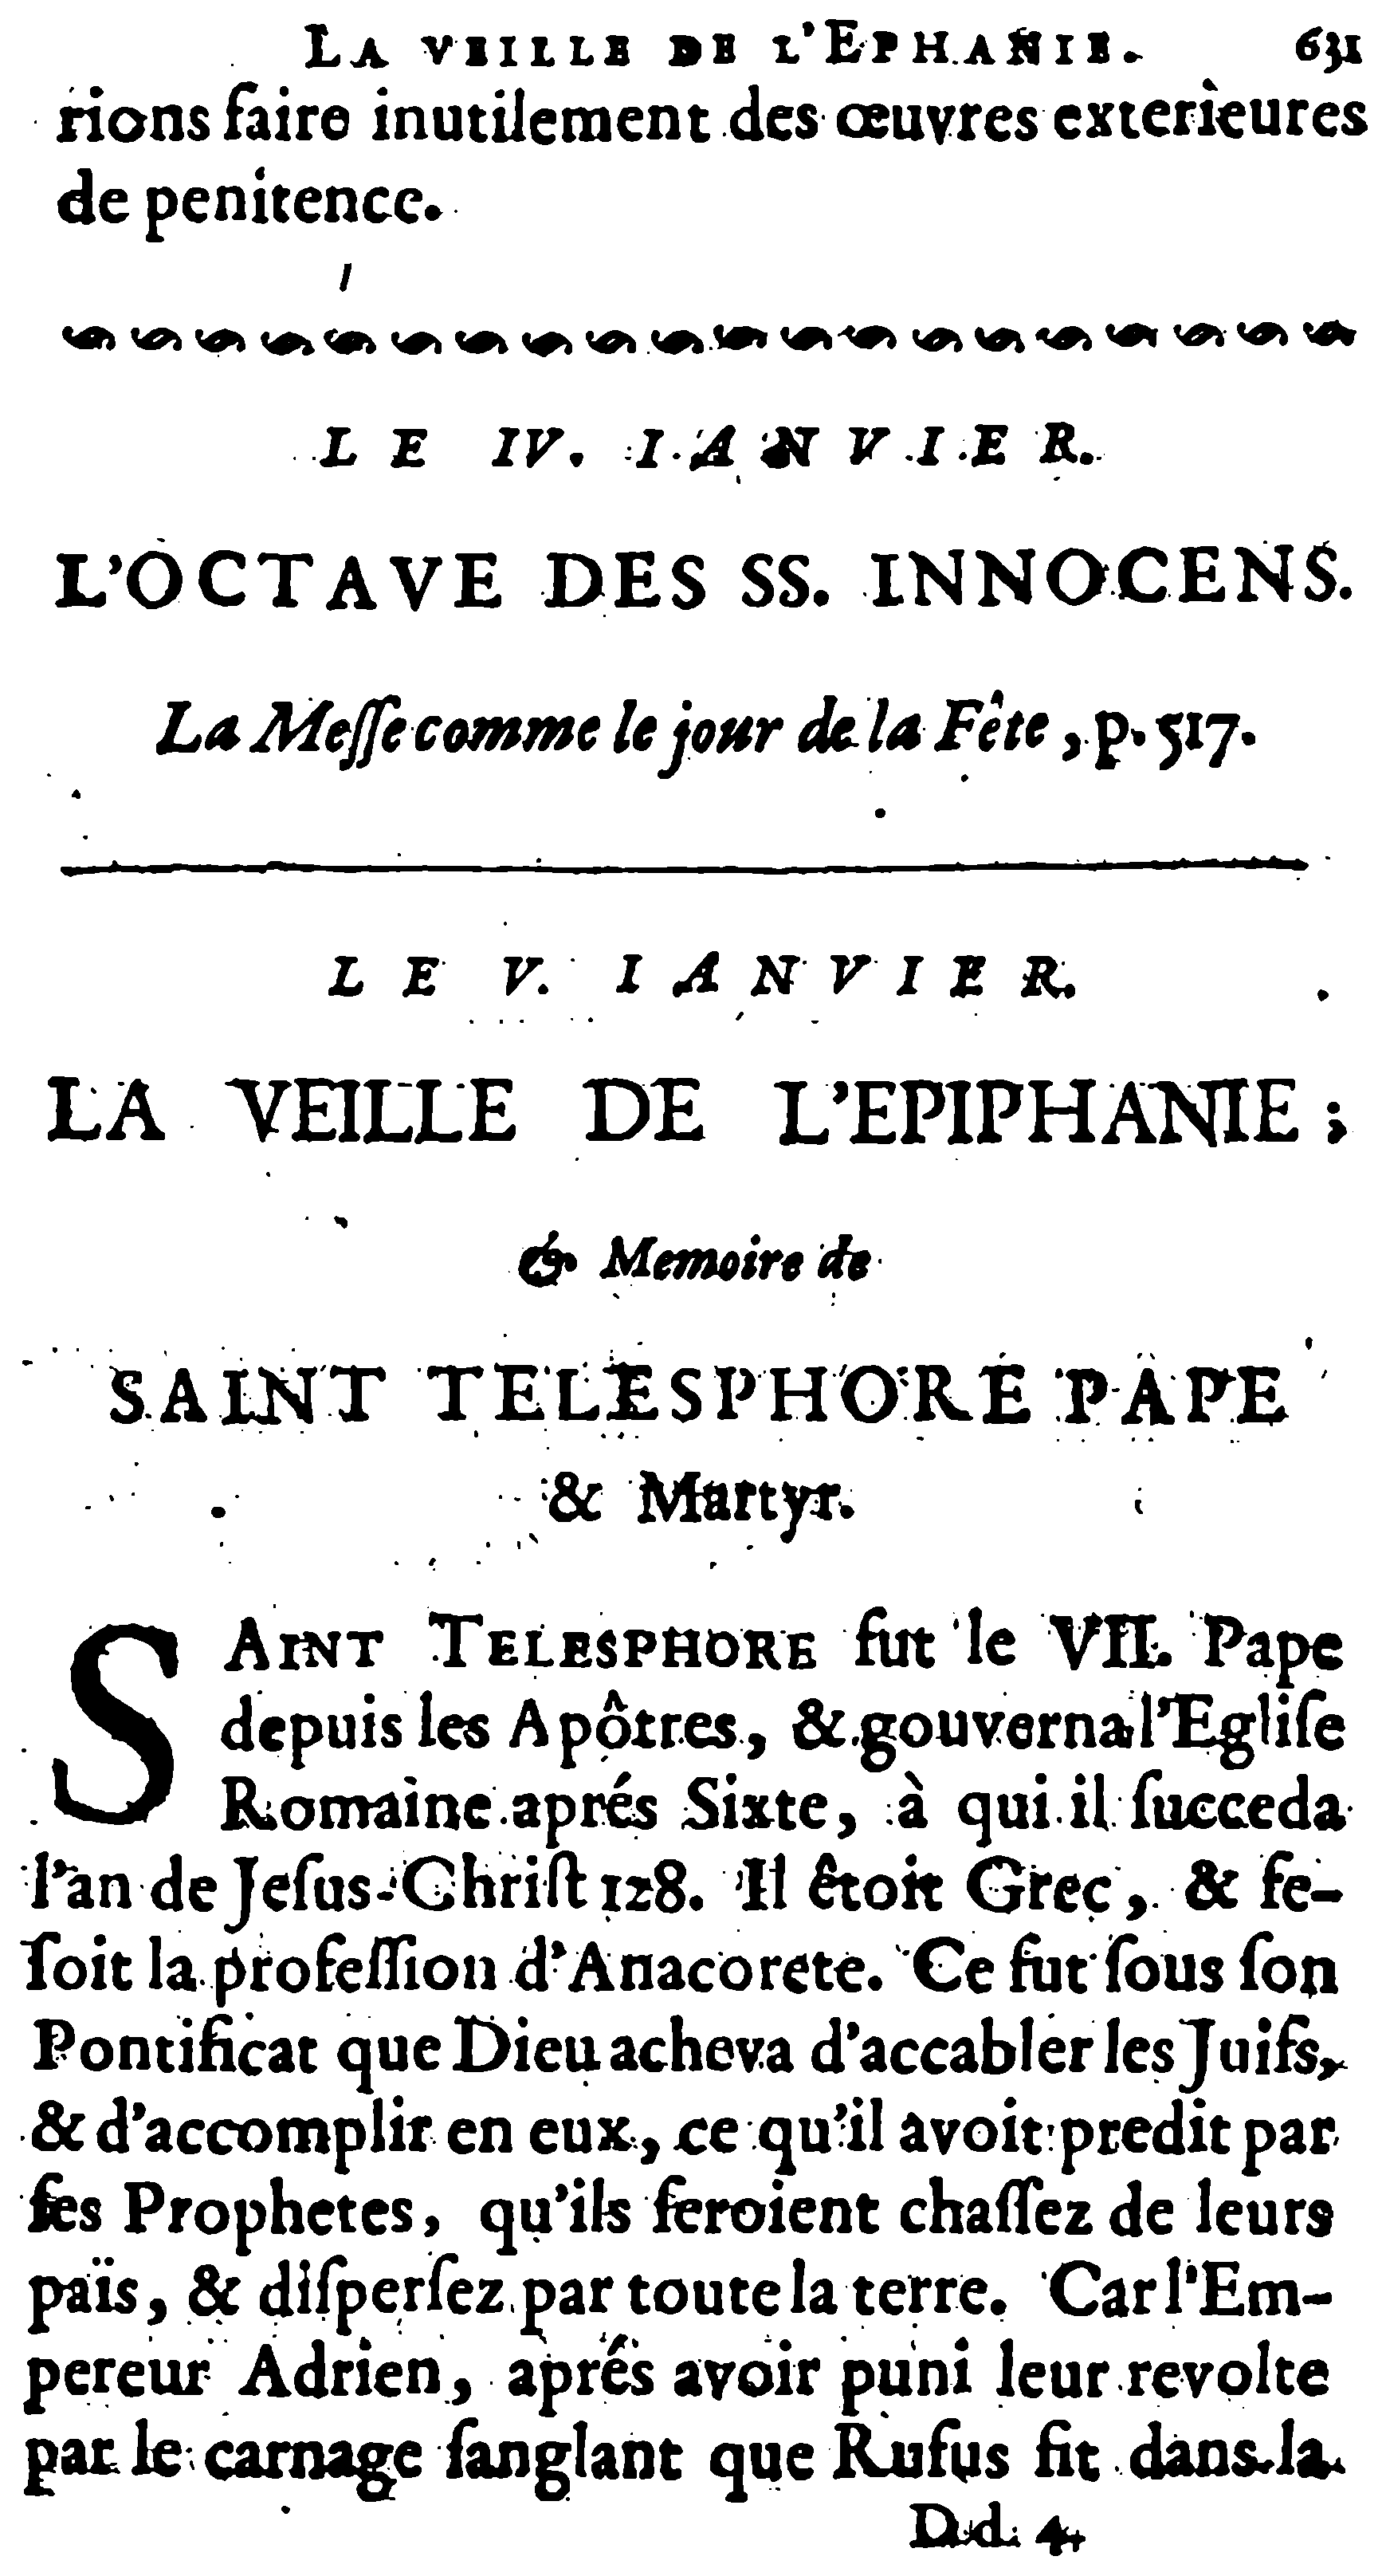 LA VEILLE DE L'EPHANIE. 631
rions faire inutilement des œuvres exterieures
de penitence.
LE IV. IANVIER.
L'OCTAVE DES SS. INNOCENS.
La Meſſe comme le jour de la Fête, p. 517.
LE V. IANVIER.
LA VEILLE DE L'EPIPHANIE;
& Memoire de
SAINT TELESPHORE PAPE
& Martyr.
SAINT TELESPHORE fut le VII. Pape
depuis les Apôtres, & gouverna l'Egliſe
Romaine aprés Sixte, à qui il ſucceda
l'an de Jeſus-Chriſt 128. Il êtoit Grec, & fe-
ſoit la profeſſion d'Anacorete. Ce fut ſous ſon
Pontificat que Dieu acheva d'accabler les Juifs,
& d'accomplir en eux, ce qu'il avoit predit par
ſes Prophetes, qu'ils ſeroient chaſſez de leurs
païs, & diſperſez par toute la terre. Car l'Em-
pereur Adrien, aprés avoir puni leur revolte
par le carnage ſanglant que Rufus fit dans la
D d 4